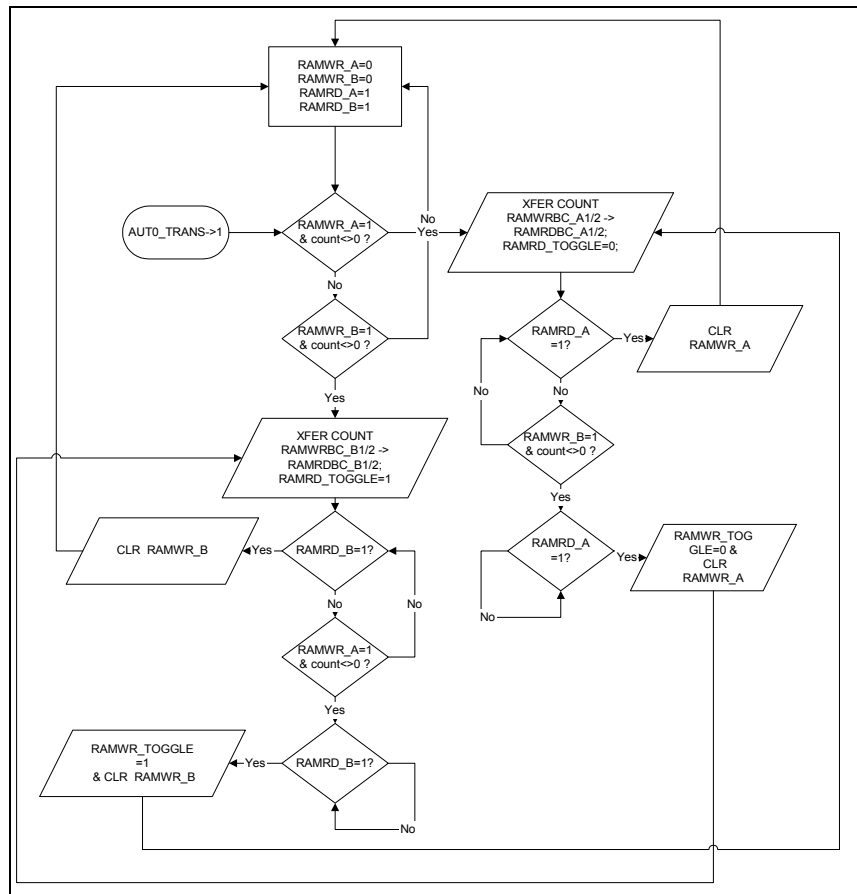 RAMWR_A=0
RAMWR_B=0
RAMRD_A=1
RAMRD_B=1
AUT0_TRANS->1
RAMWR_A=1
& count<>0 ?
No
Yes
XFER COUNT
RAMWRBC_A1/2 ->
RAMRDBC_A1/2;
RAMRD_TOGGLE=0;
No
RAMWR_B=1
& count<>0 ?
RAMRD_A
=1?
Yes
CLR
RAMWR_A
Yes
No
No
XFER COUNT
RAMWRBC_B1/2 ->
RAMRDBC_B1/2;
RAMRD_TOGGLE=1
RAMWR_B=1
& count<>0 ?
Yes
CLR RAMWR_B
Yes
RAMRD_B=1?
RAMRD_A
=1?
Yes
RAMWR_TOG
GLE=0 &
CLR
RAMWR_A
No
No
No
RAMWR_A=1
& count<>0 ?
Yes
RAMWR_TOGGLE
=1
& CLR RAMWR_B
Yes
RAMRD_B=1?
No